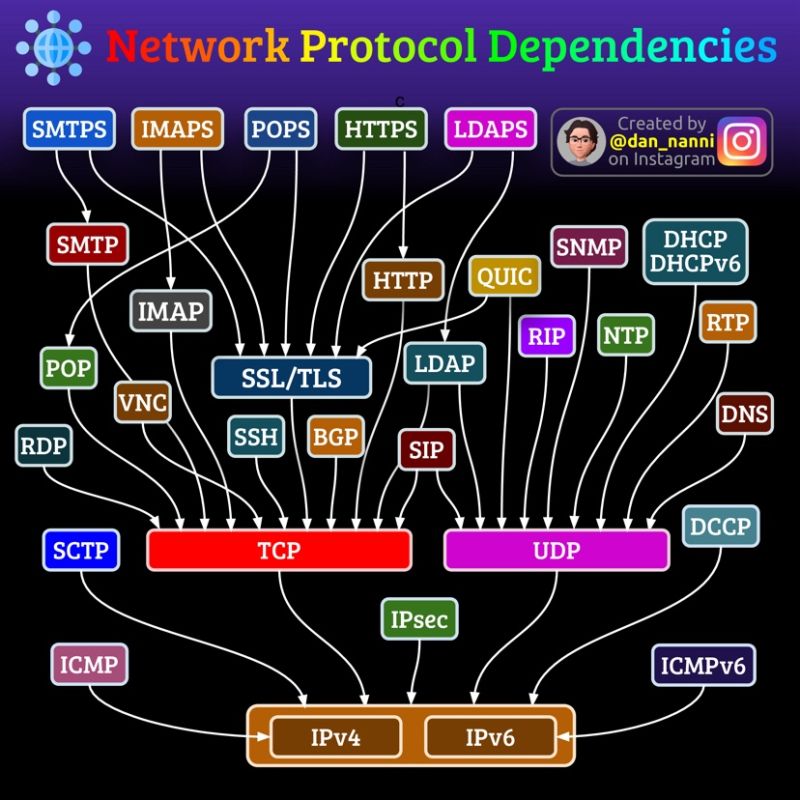 Network Protocol Dependencies
c
SMTPS
IMAPS
POPS
HTTPS
LDAPS
Created by
@dan_nanni
on Instagram
SMTP
HTTP
QUIC
SNMP
DHCP
DHCPv6
IMAP
RIP
NTP
RTP
POP
SSL/TLS
LDAP
VNC
DNS
RDP
SSH
BGP
SIP
SCTP
TCP
UDP
DCCP
IPsec
ICMP
ICMPv6
IPv4
IPv6